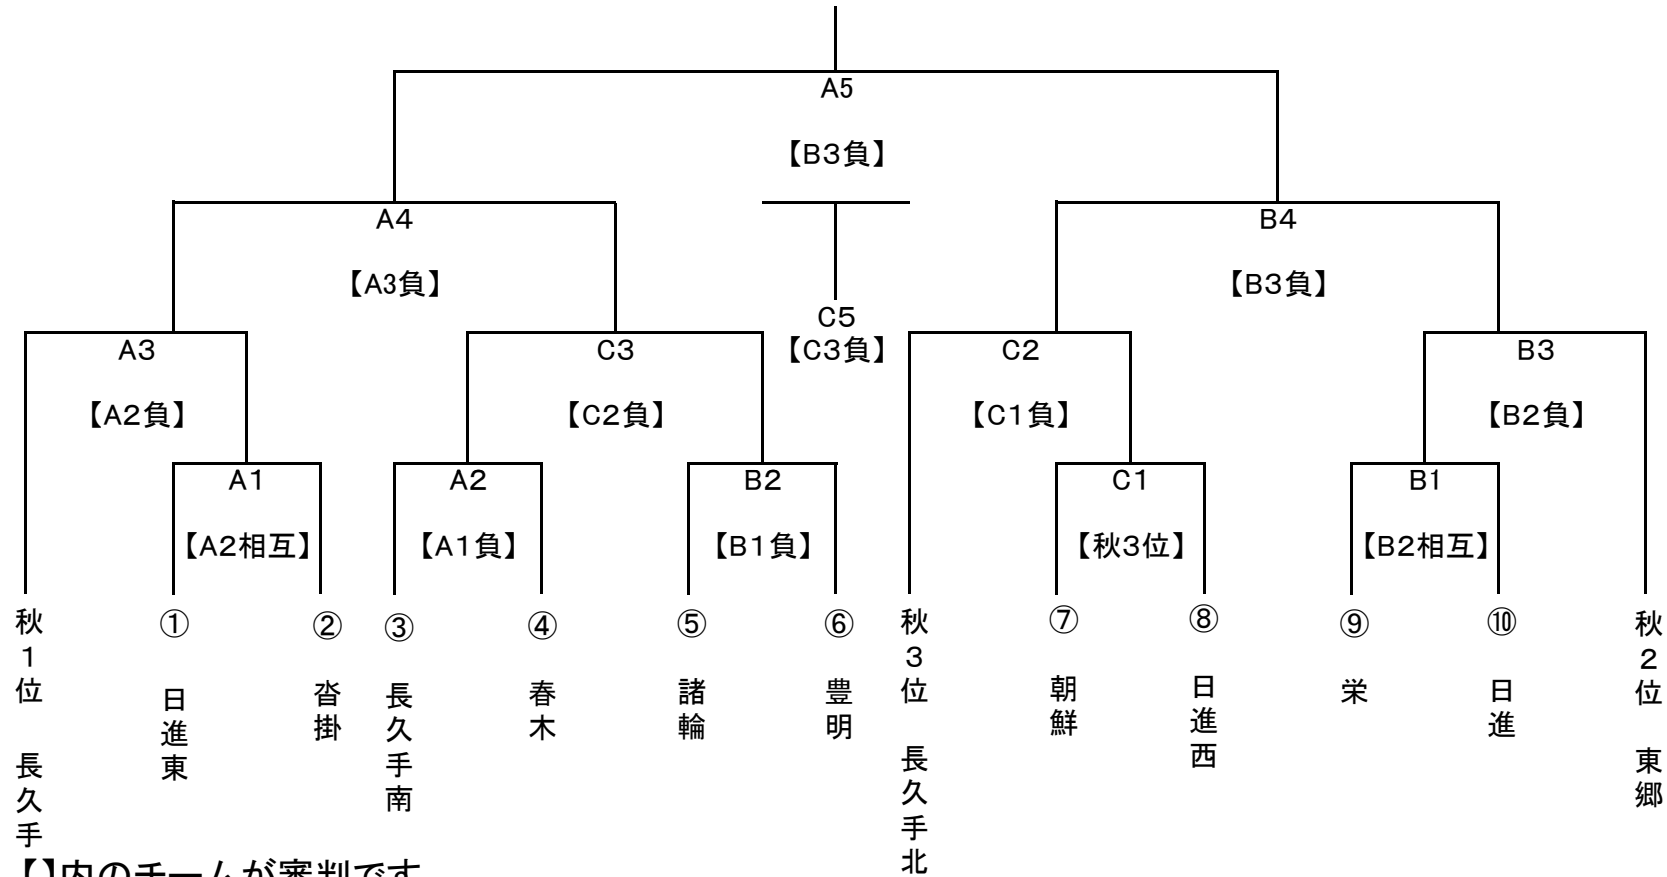 A5
【B3負】
A4
B4
【A3負】
【B3負】
C5
【C3負】
A3
C3
C2
B3
【A2負】
【C2負】
【C1負】
【B2負】
A1
A2
B2
C1
B1
【A2相互】
【A1負】
【B1負】
【秋3位】
【B2相互】
秋1位 長久手
① 日進東
② 沓掛
③ 長久手南
④ 春木
⑤ 諸輪
⑥ 豊明
秋3位 長久手北
⑦ 朝鮮
⑧ 日進西
⑨ 栄
⑩ 日進
秋2位 東郷
【】内のチームが審判です